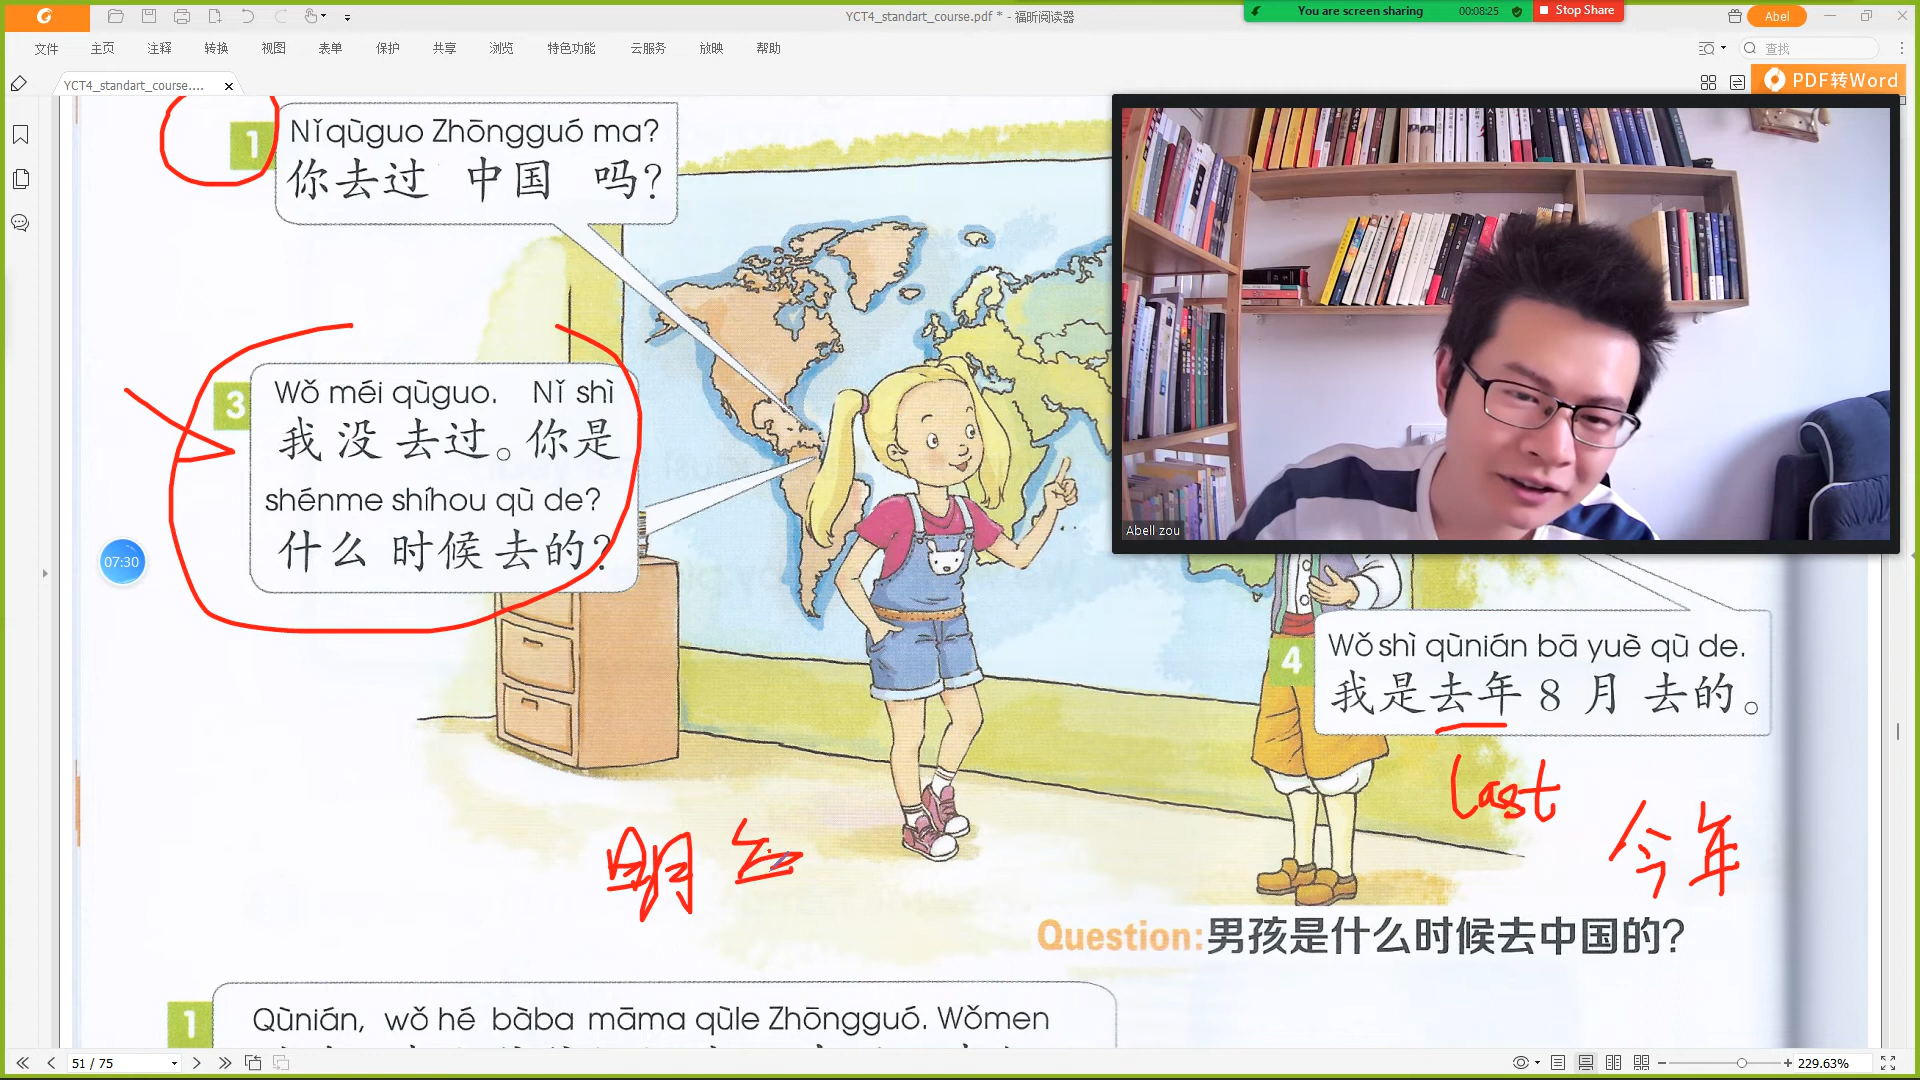 YCT4_standart_course.pdf * - 福昕阅读器
You are screen sharing 00:08:25 Stop Share
Abel
文件 主页 注释 转换 视图 表单 保护 共享 浏览 特色功能 云服务 放映 帮助
查找
YCT4_standart_course....
PDF转Word
1
Nǐ qùguo Zhōngguó ma?
你去过 中国 吗?
3
Wǒ méi qùguo. Nǐ shì
我没去过。你是
shénme shíhou qù de?
什么 时候 去的?
07:30
Abell zou
4
Wǒ shì qùnián bā yuè qù de.
我是去年 8 月 去的。
last
今年
明
Question:男孩是什么时候去中国的?
1
Qùnián, wǒ hé bàba māma qùle Zhōngguó. Wǒmen
51 / 75
229.63%